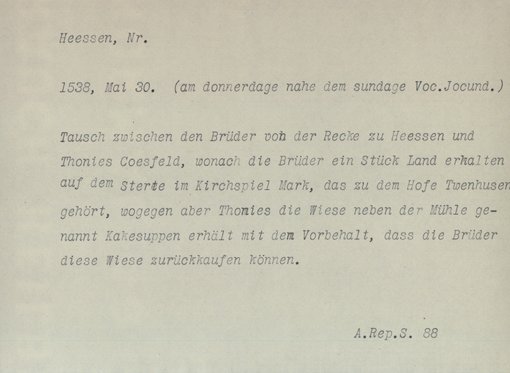 Heessen, Nr.
1538, Mai 30. (am donnerdage nahe dem sundage Voc.Jocund.)
Tausch zwischen den Brüder von der Recke zu Heessen und
Thonies Coesfeld, wonach die Brüder ein Stück Land erhalten
auf dem Sterte im Kirchspiel Mark, das zu dem Hofe Twenhusen
gehört, wogegen aber Thonies die Wiese neben der Mühle ge-
nannt Kakesuppen erhält mit dem Vorbehalt, dass die Brüder
diese Wiese zurückkaufen können.
A.Rep.S. 88